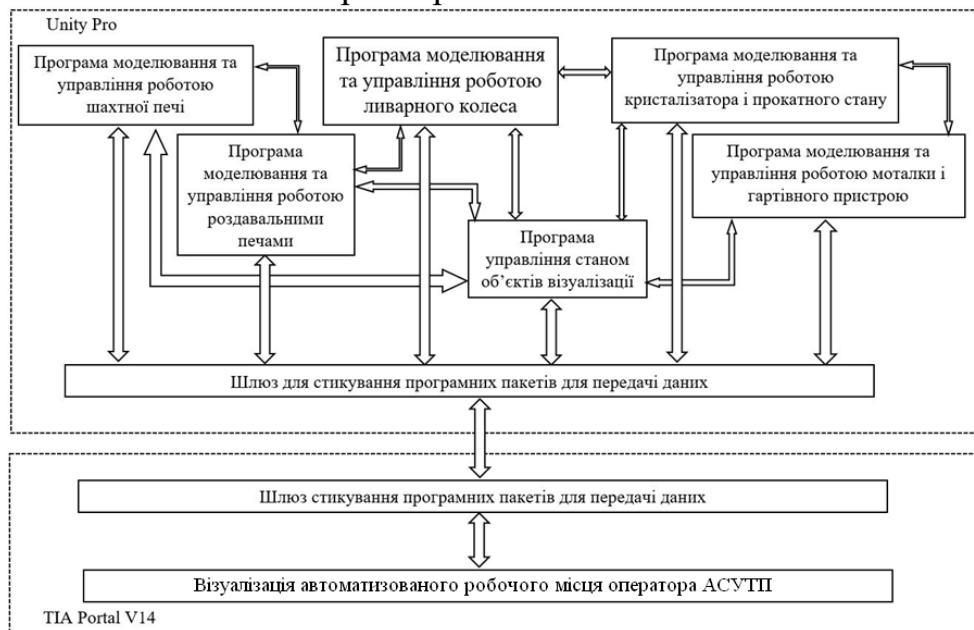 Unity Pro
Програма моделювання та
управління роботою
шахтної печі
Програма моделювання
та управління роботою
ливарного колеса
Програма моделювання
та управління роботою
кристалізатора і прокатного стану
Програма
моделювання та
управління роботою
роздавальними
печами
Програма моделювання та
управління роботою моталки і
гартівного пристрою
Програма
управління станом
об’єктів візуалізації
Шлюз для стикування програмних пакетів для передачі даних
Шлюз стикування програмних пакетів для передачі даних
Візуалізація автоматизованого робочого місця оператора АСУТП
TIA Portal V14